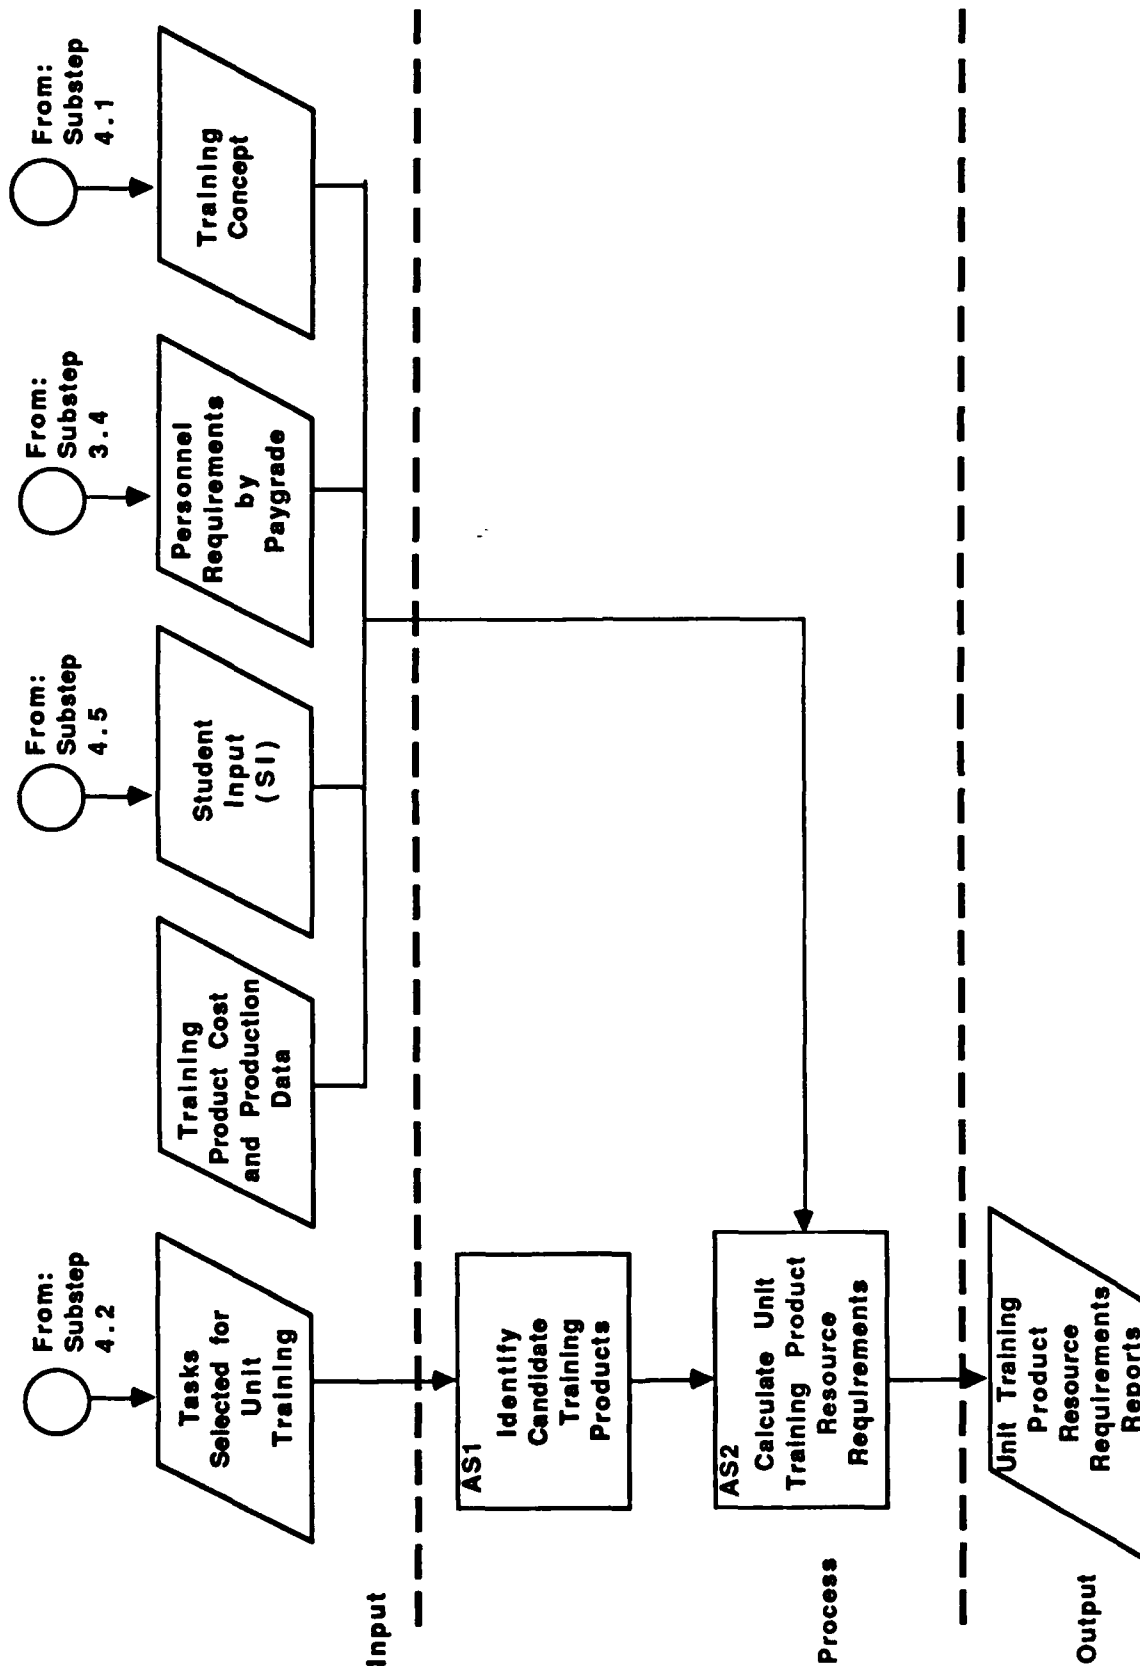 From:
Substep
4.2
From:
Substep
4.5
From:
Substep
3.4
From:
Substep
4.1
Tasks
Selected for
Unit
Training
Training
Product Cost
and Production
Data
Student
Input
(SI)
Personnel
Requirements
by
Paygrade
Training
Concept
Input
AS1
Identify
Candidate
Training
Products
Process
AS2
Calculate Unit
Training Product
Resource
Requirements
Output
Unit Training
Product
Resource
Requirements
Reports